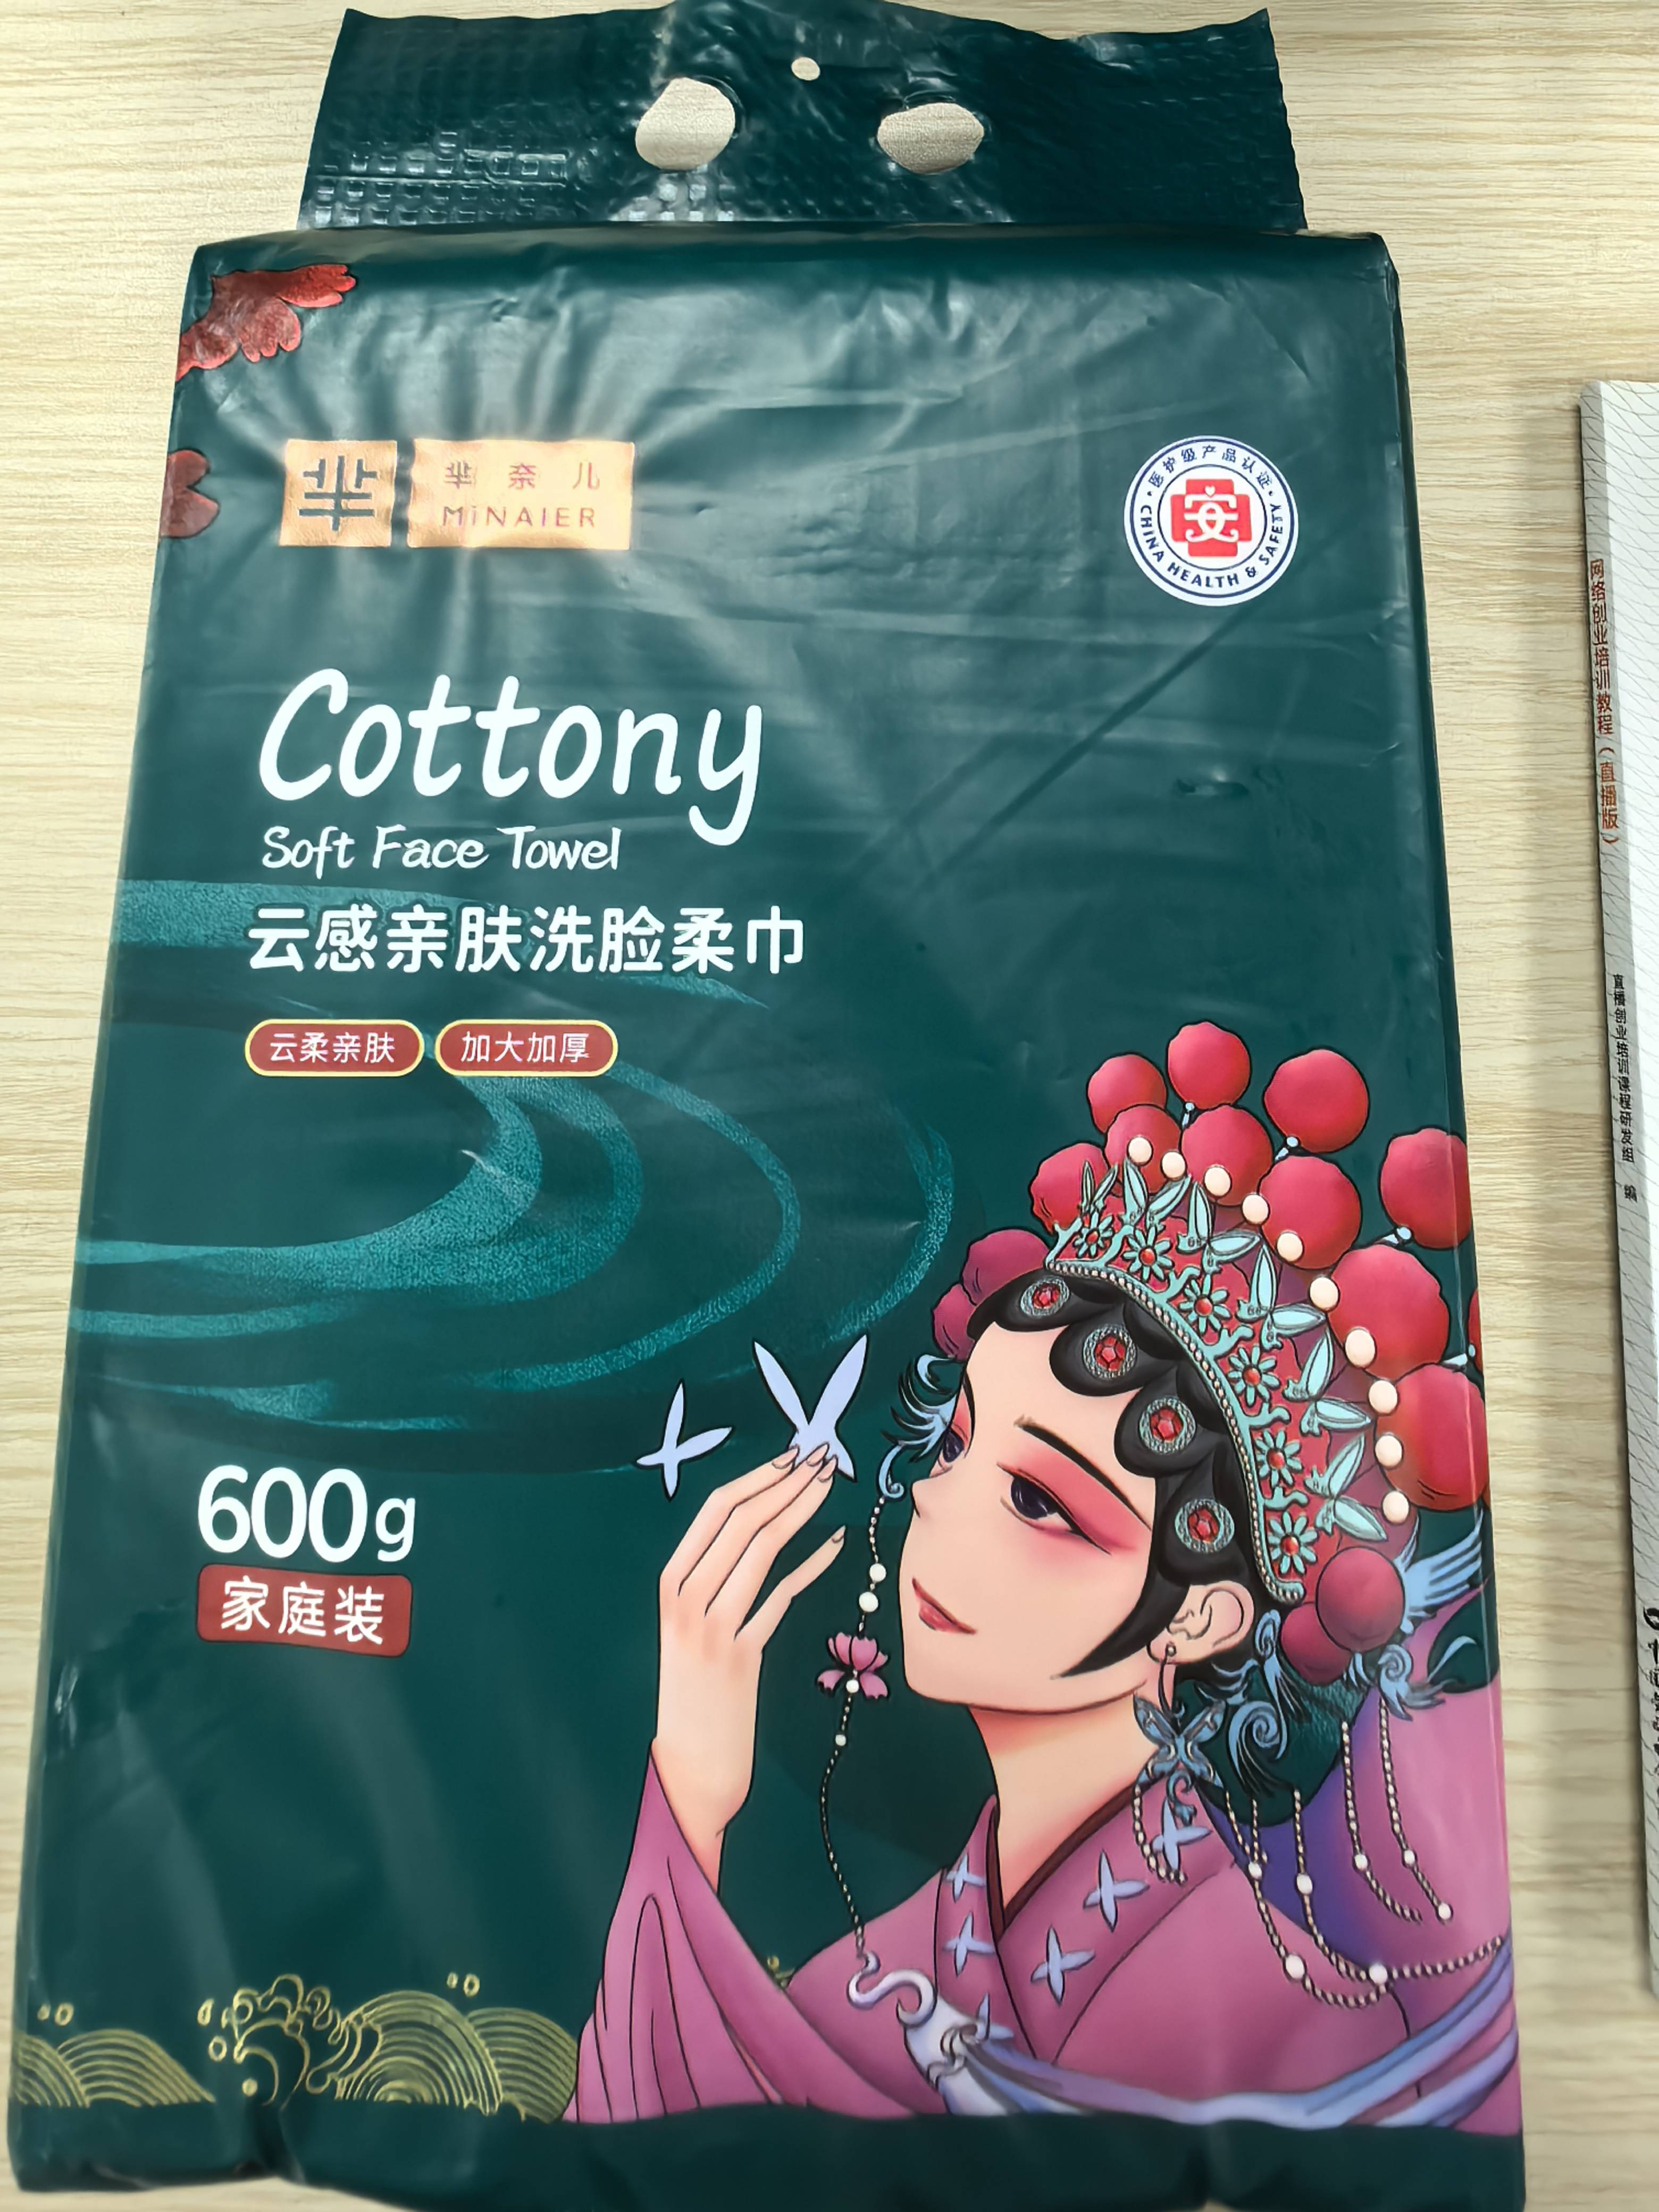 芈
芈奈儿
MiNAIER
医护级产品认证
安
CHINA HEALTH & SAFETY
Cottony
Soft Face Towel
云感亲肤洗脸柔巾
云柔亲肤
加大加厚
600g
家庭装
网络创业培训教程(直播版)
直播创业培训课程研发组 编